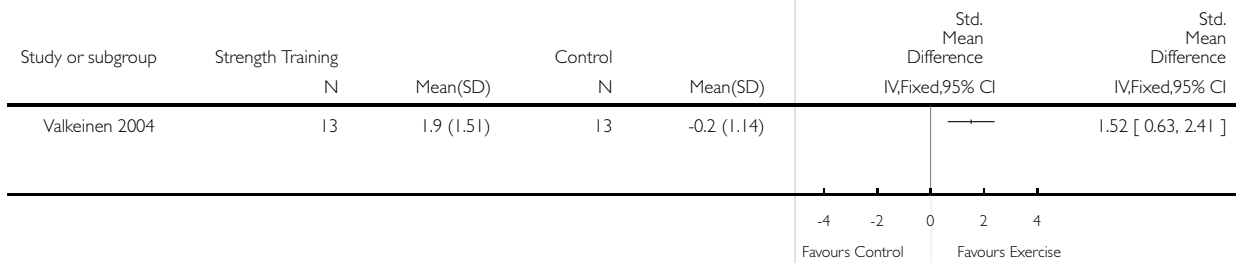 Std. Mean Difference Std. Mean Difference
Study or subgroup Strength Training Control
N Mean(SD) N Mean(SD) IV,Fixed,95% CI IV,Fixed,95% CI
Valkeinen 2004 13 1.9 (1.51) 13 -0.2 (1.14) 1.52 [ 0.63, 2.41 ]
-4 -2 0 2 4
Favours Control Favours Exercise